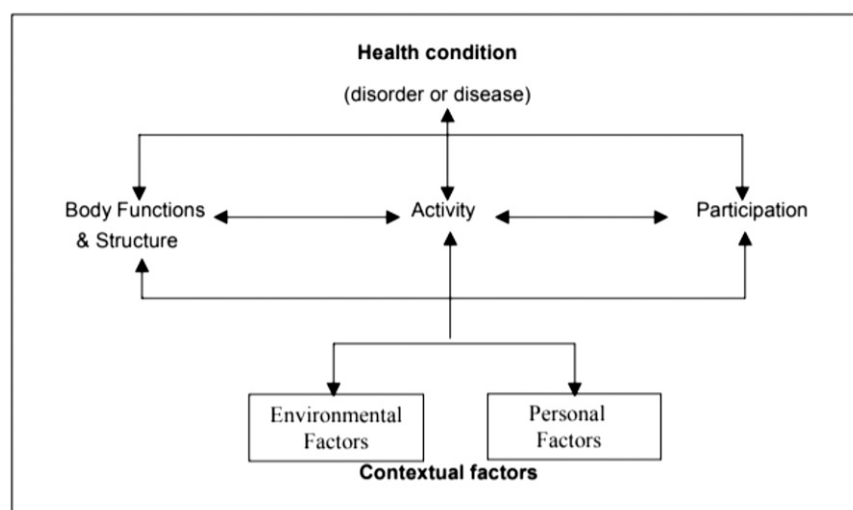 Health condition
(disorder or disease)
Body Functions
& Structure
Activity
Participation
Environmental
Factors
Personal
Factors
Contextual factors